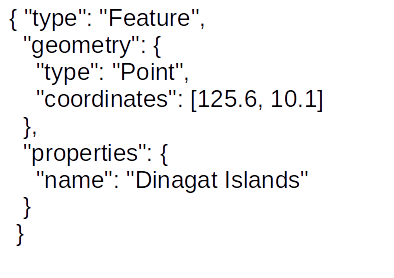 { "type": "Feature",
  "geometry": {
    "type": "Point",
    "coordinates": [125.6, 10.1]
  },
  "properties": {
    "name": "Dinagat Islands"
  }
 }